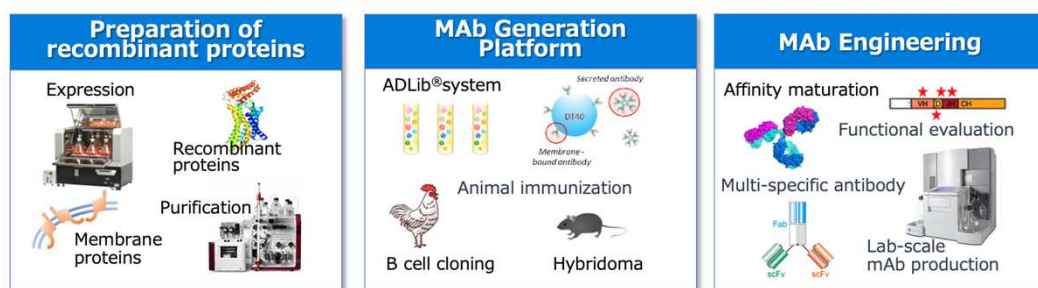 Preparation of
recombinant proteins
Expression
Recombinant
proteins
Purification
Membrane
proteins
MAb Generation
Platform
ADLib®system
Secreted antibody
DT40
Membrane-
bound antibody
Animal immunization
B cell cloning
Hybridoma
MAb Engineering
Affinity maturation
VH
D
JH
CH
Functional evaluation
Multi-specific antibody
Fab
scFv
scFv
Lab-scale
mAb production